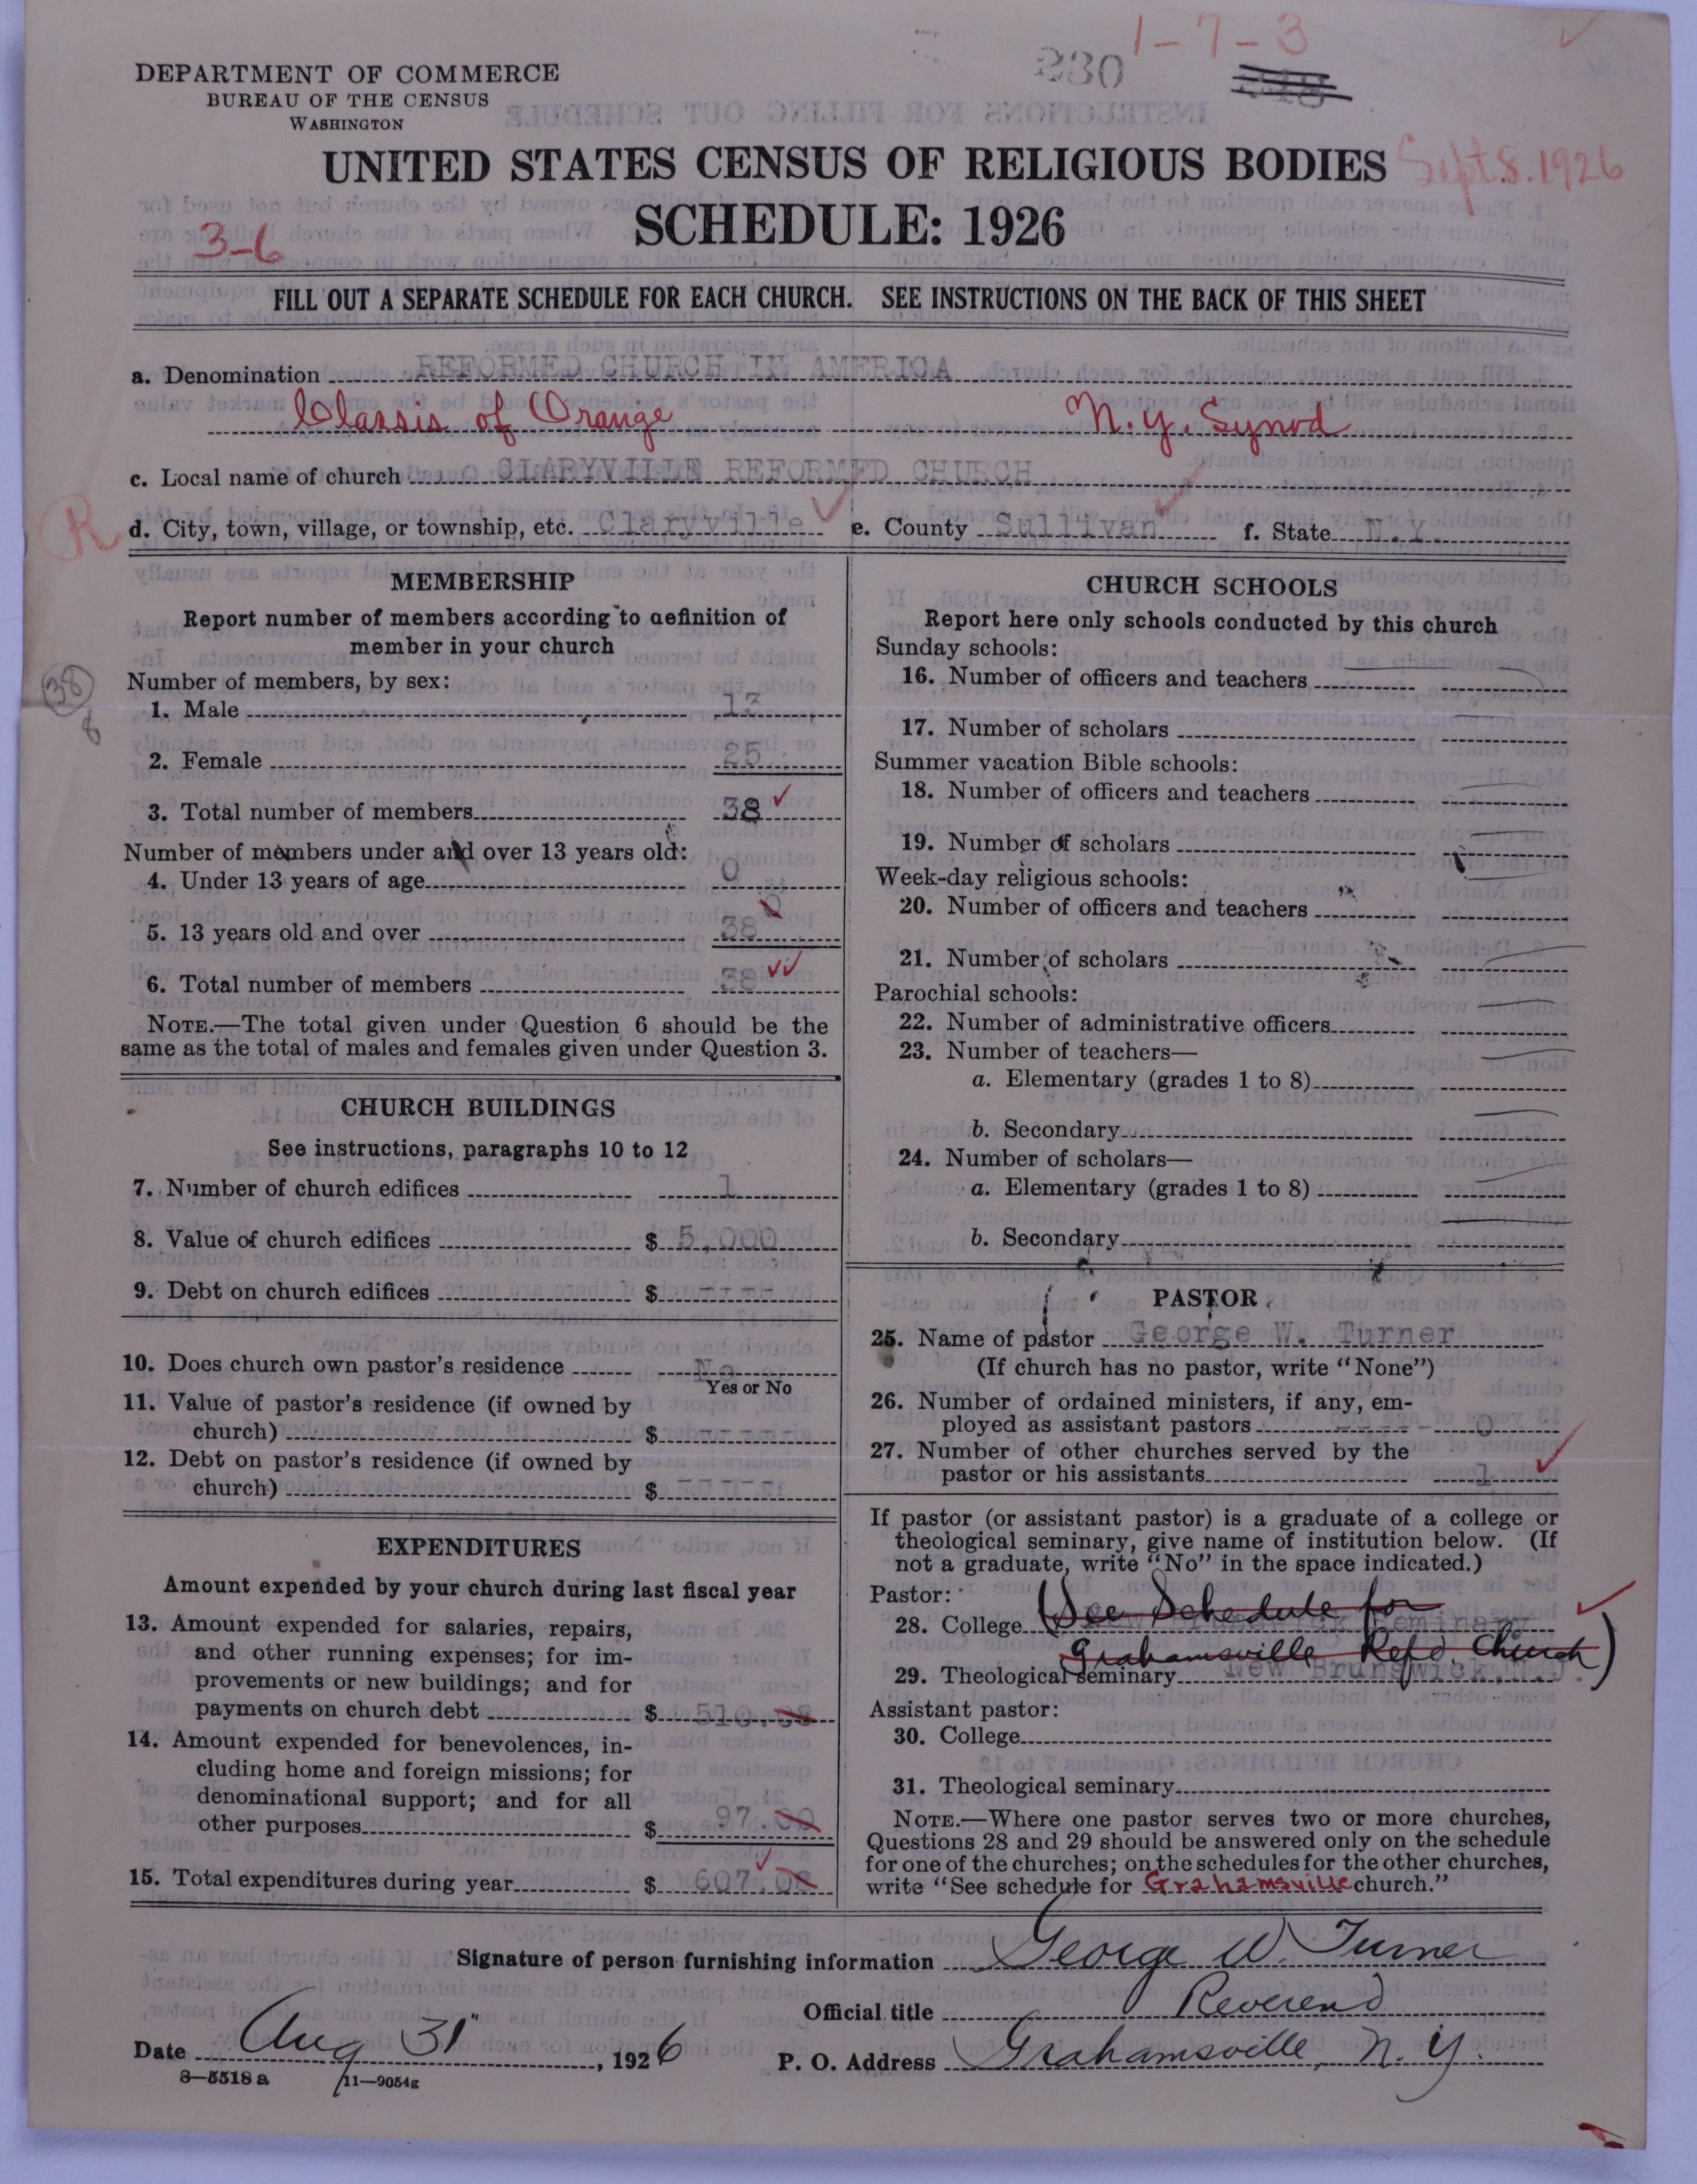 1-7-3
230
DEPARTMENT OF COMMERCE
BUREAU OF THE CENSUS
WASHINGTON
UNITED STATES CENSUS OF RELIGIOUS BODIES
Sept. 8. 1926
SCHEDULE: 1926
3-6
FILL OUT A SEPARATE SCHEDULE FOR EACH CHURCH. SEE INSTRUCTIONS ON THE BACK OF THIS SHEET
a. Denomination REFORMED CHURCH IN AMERICA
Classis of Orange N.Y. Synod
c. Local name of church CLARYVILLE REFORMED CHURCH
R
d. City, town, village, or township, etc. Claryville e. County Sullivan f. State N.Y.
MEMBERSHIP
Report number of members according to definition of
member in your church
Number of members, by sex:
38
8
1. Male 13
2. Female 25
3. Total number of members 38
Number of members under and over 13 years old:
4. Under 13 years of age 0
5. 13 years old and over 38
6. Total number of members 38
NOTE.—The total given under Question 6 should be the
same as the total of males and females given under Question 3.
CHURCH BUILDINGS
See instructions, paragraphs 10 to 12
7. Number of church edifices 1
8. Value of church edifices $ 5,000
9. Debt on church edifices $ ----
10. Does church own pastor's residence No
Yes or No
11. Value of pastor's residence (if owned by
church) $ -----
12. Debt on pastor's residence (if owned by
church) $ -----
EXPENDITURES
Amount expended by your church during last fiscal year
13. Amount expended for salaries, repairs,
and other running expenses; for im-
provements or new buildings; and for
payments on church debt $ 510.08
14. Amount expended for benevolences, in-
cluding home and foreign missions; for
denominational support; and for all
other purposes $ 97.00
15. Total expenditures during year $ 607.08
CHURCH SCHOOLS
Report here only schools conducted by this church
Sunday schools:
16. Number of officers and teachers
17. Number of scholars
Summer vacation Bible schools:
18. Number of officers and teachers
19. Number of scholars
Week-day religious schools:
20. Number of officers and teachers
21. Number of scholars
Parochial schools:
22. Number of administrative officers
23. Number of teachers—
a. Elementary (grades 1 to 8)
b. Secondary
24. Number of scholars—
a. Elementary (grades 1 to 8)
b. Secondary
PASTOR
25. Name of pastor George W. Turner
(If church has no pastor, write "None")
26. Number of ordained ministers, if any, em-
ployed as assistant pastors ---- 0
27. Number of other churches served by the
pastor or his assistants 1
If pastor (or assistant pastor) is a graduate of a college or
theological seminary, give name of institution below. (If
not a graduate, write "No" in the space indicated.)
Pastor: (See Schedule for
28. College Seminary
Grahamsville Refd. Church)
29. Theological seminary New Brunswick,
Assistant pastor:
30. College
31. Theological seminary
NOTE.—Where one pastor serves two or more churches,
Questions 28 and 29 should be answered only on the schedule
for one of the churches; on the schedules for the other churches,
write "See schedule for Grahamsville church."
Signature of person furnishing information George W. Turner
Official title Reverend
Date Aug 31", 1926 P. O. Address Grahamsville, N.Y.
8—5518 a 11—9054g